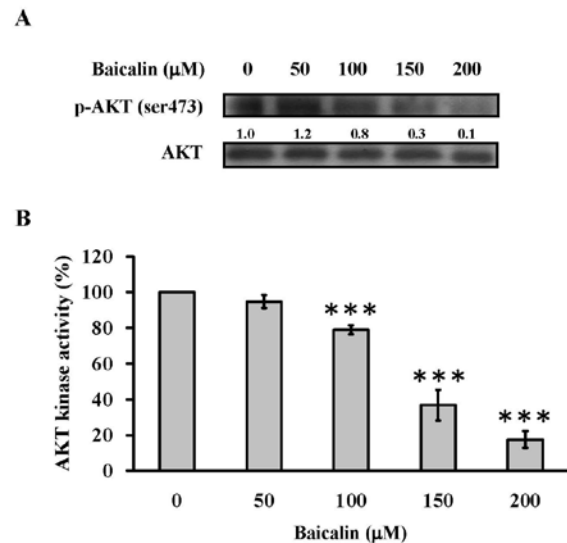 A
Baicalin (μM) 0 50 100 150 200
p-AKT (ser473)
1.0 1.2 0.8 0.3 0.1
AKT
B
120
100
80
60
40
20
0
AKT kinase activity (%)
***
***
***
0 50 100 150 200
Baicalin (μM)